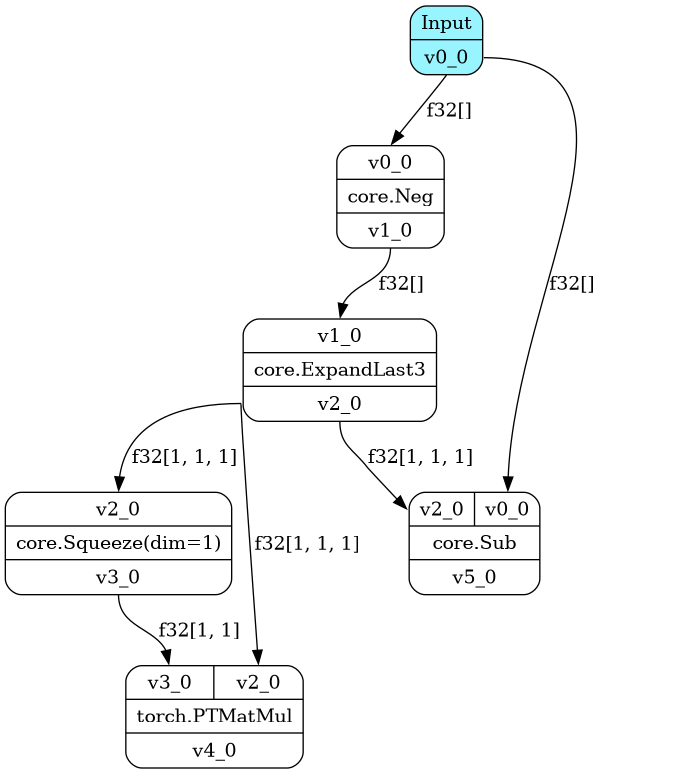 Input
v0_0
f32[]
v0_0
core.Neg
v1_0
f32[]
f32[]
v1_0
core.ExpandLast3
v2_0
f32[1, 1, 1]
f32[1, 1, 1]
v2_0
core.Squeeze(dim=1)
v3_0
f32[1, 1, 1]
v2_0 v0_0
core.Sub
v5_0
f32[1, 1]
v3_0 v2_0
torch.PTMatMul
v4_0